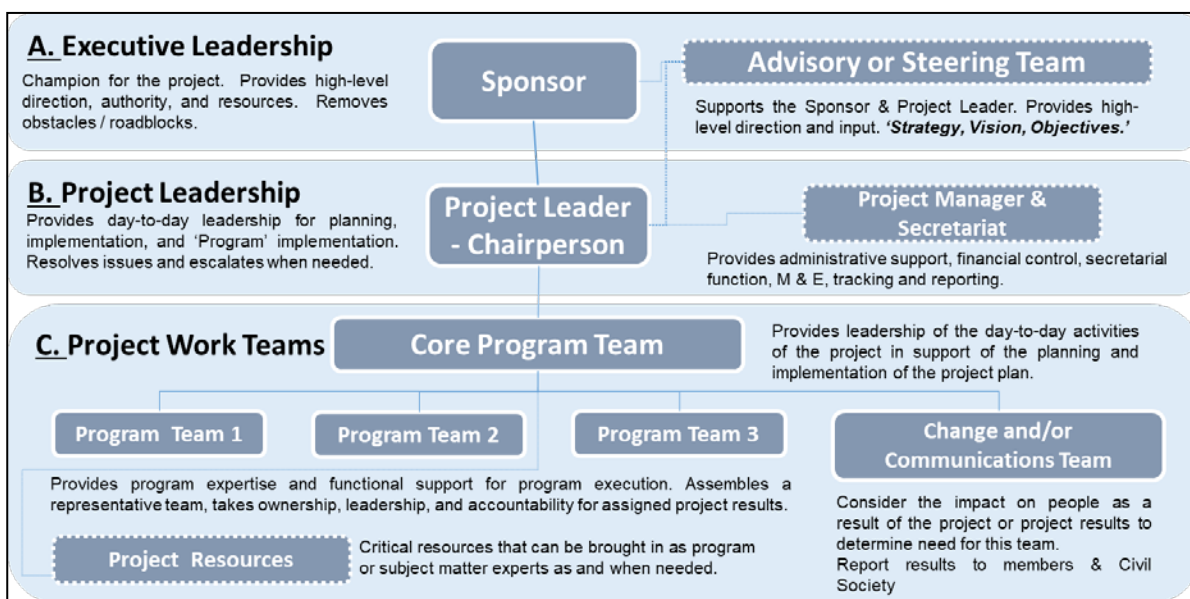 A. Executive Leadership
Champion for the project. Provides high-level
direction, authority, and resources. Removes
obstacles / roadblocks.
Sponsor
Advisory or Steering Team
Supports the Sponsor & Project Leader. Provides high-
level direction and input. ‘Strategy, Vision, Objectives.’
B. Project Leadership
Provides day-to-day leadership for planning,
implementation, and ‘Program’ implementation.
Resolves issues and escalates when needed.
Project Leader
- Chairperson
Project Manager &
Secretariat
Provides administrative support, financial control, secretarial
function, M & E, tracking and reporting.
C. Project Work Teams
Core Program Team
Provides leadership of the day-to-day activities
of the project in support of the planning and
implementation of the project plan.
Program Team 1
Program Team 2
Program Team 3
Change and/or
Communications Team
Provides program expertise and functional support for program execution. Assembles a
representative team, takes ownership, leadership, and accountability for assigned project results.
Consider the impact on people as a
result of the project or project results to
determine need for this team.
Report results to members & Civil
Society
Project Resources
Critical resources that can be brought in as program
or subject matter experts as and when needed.